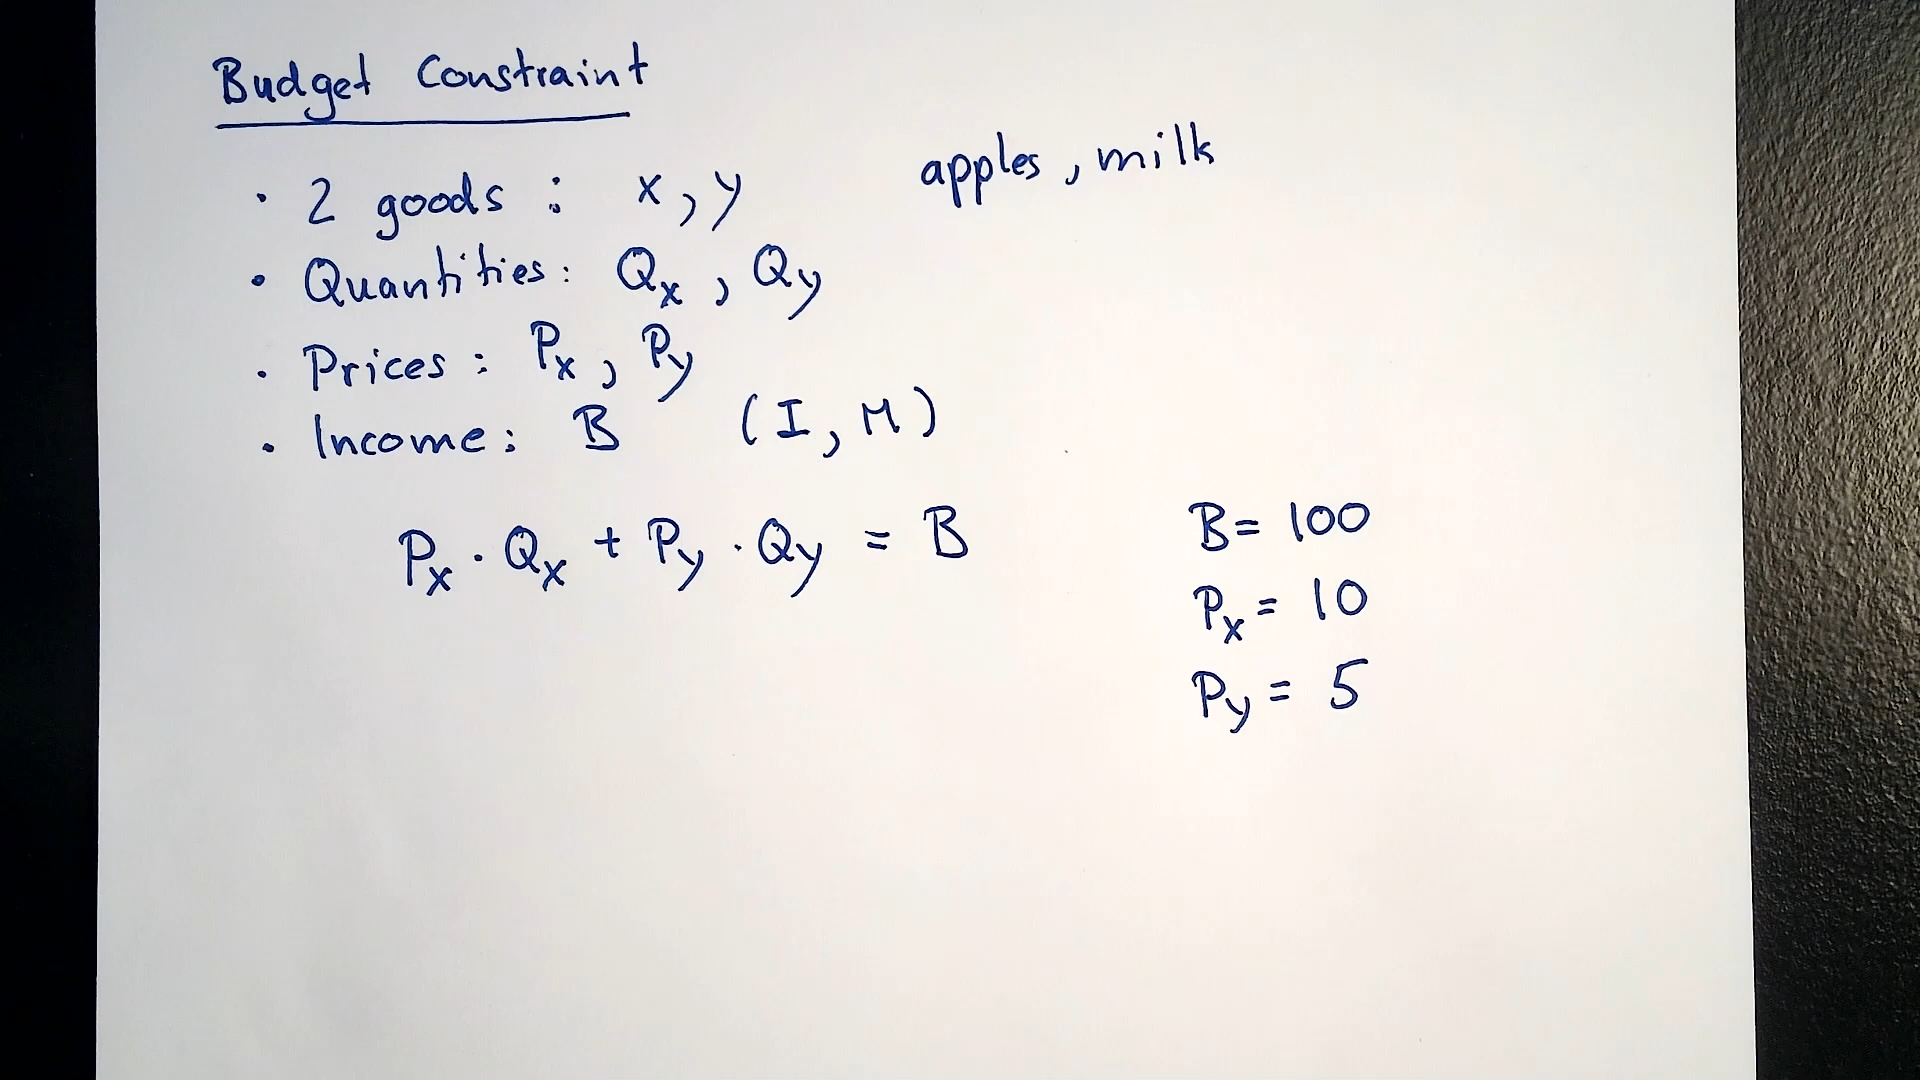 Budget Constraint
apples, milk
· 2 goods : x, y
· Quantities: Qx, Qy
· Prices: Px, Py
· Income: B (I, M)
Px · Qx + Py · Qy = B
B = 100
Px = 10
Py = 5